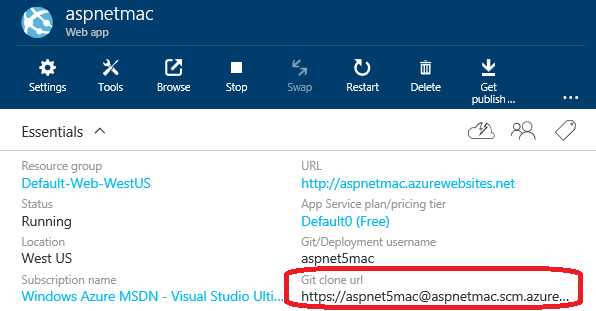 aspnetmac
Web app
Settings
Tools
Browse
Stop
Swap
Restart
Delete
Get publish ...
...
Essentials
Resource group
Default-Web-WestUS
URL
http://aspnetmac.azurewebsites.net
Status
Running
App Service plan/pricing tier
Default0 (Free)
Location
West US
Git/Deployment username
aspnet5mac
Subscription name
Windows Azure MSDN - Visual Studio Ulti...
Git clone url
https://aspnet5mac@aspnetmac.scm.azure...